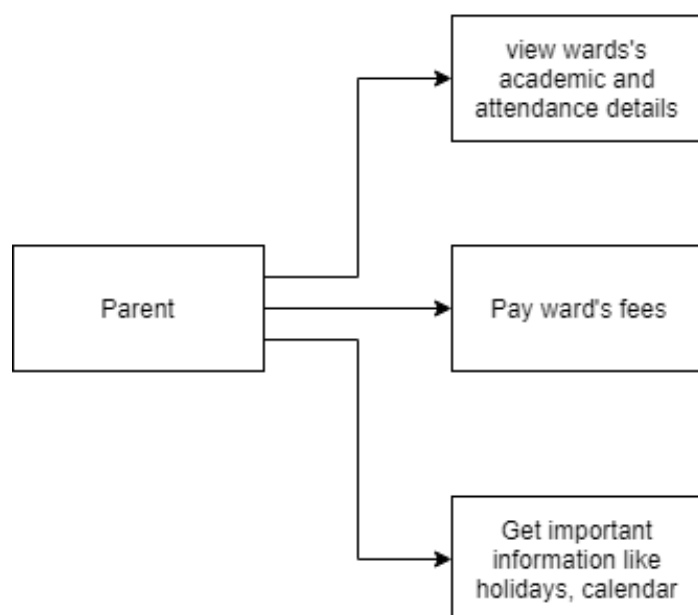 view wards's
academic and
attendance details
Parent
Pay ward's fees
Get important
information like
holidays, calendar